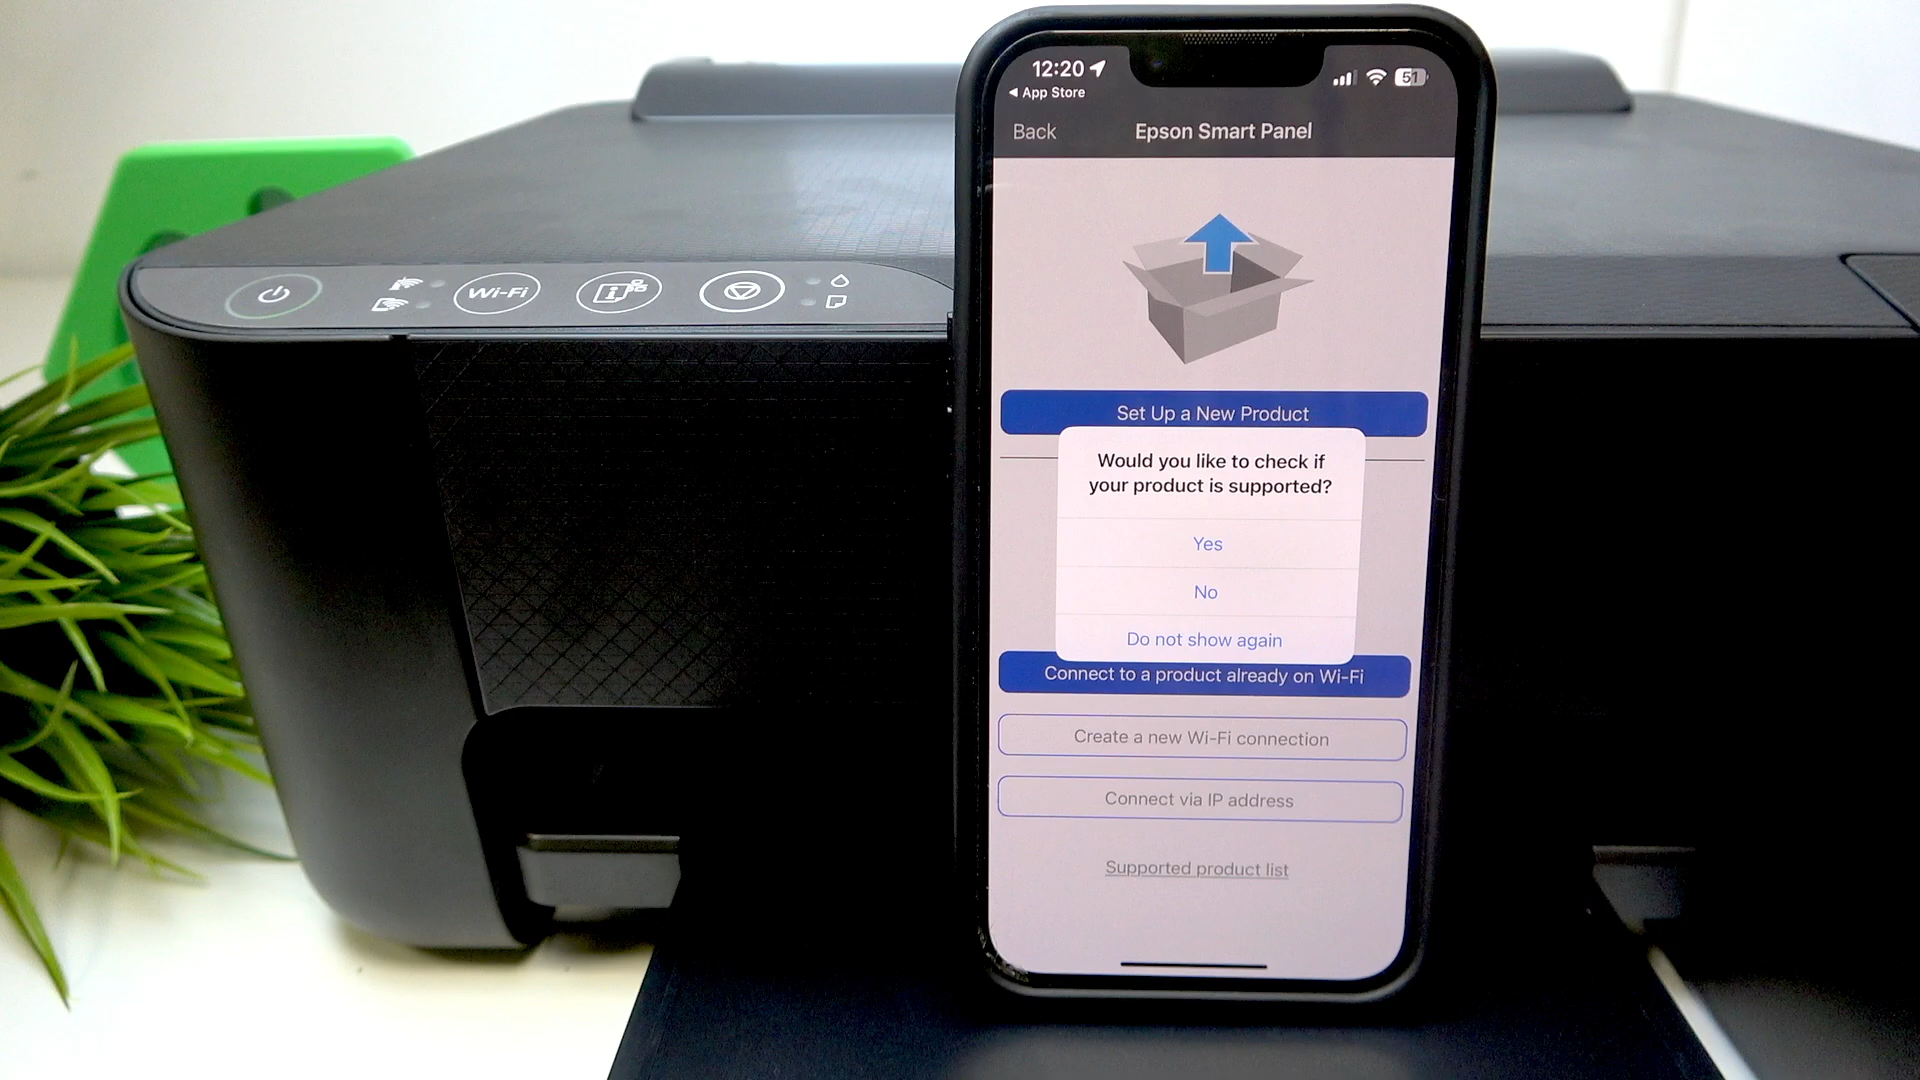 12:20
51
App Store
Back
Epson Smart Panel
Wi-Fi
i
Set Up a New Product
Would you like to check if
your product is supported?
Yes
No
Do not show again
Connect to a product already on Wi-Fi
Create a new Wi-Fi connection
Connect via IP address
Supported product list